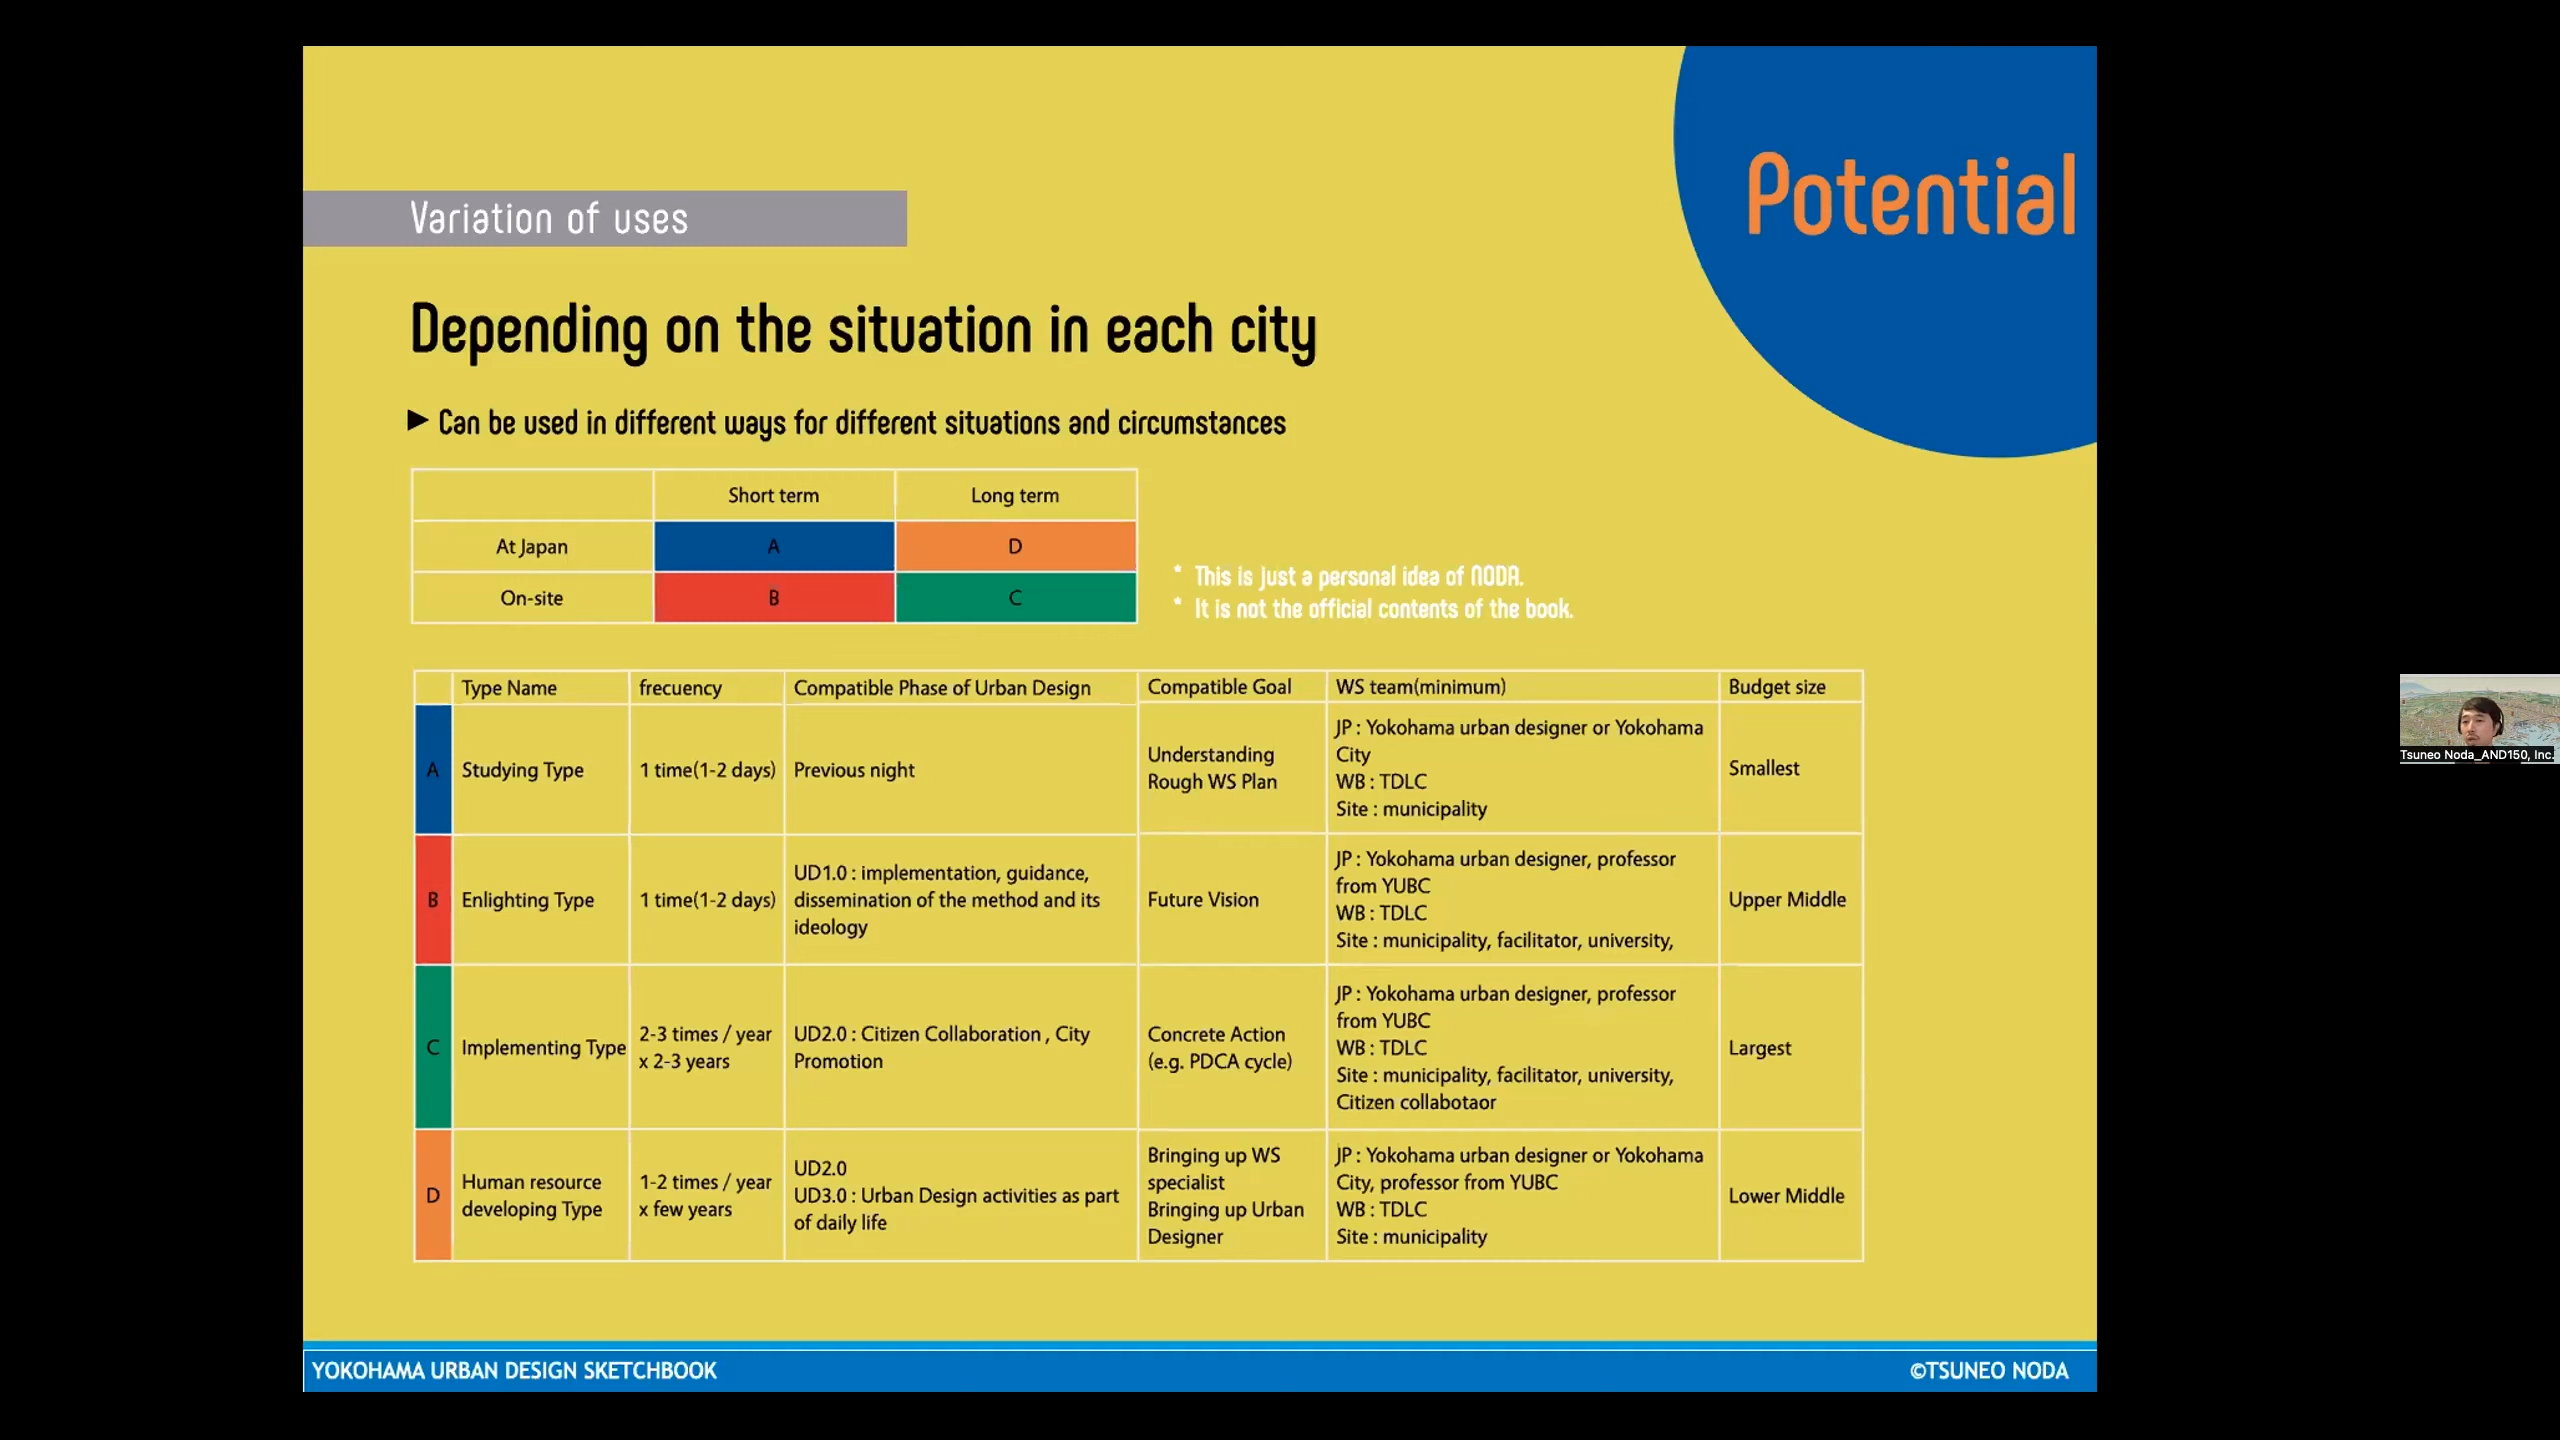 Potential
Variation of uses
Depending on the situation in each city
▶ Can be used in different ways for different situations and circumstances
Short term Long term
At Japan A D
On-site B C
* This is just a personal idea of NODA.
* It is not the official contents of the book.
Type Name frecuency Compatible Phase of Urban Design Compatible Goal WS team(minimum) Budget size
A Studying Type 1 time(1-2 days) Previous night
Understanding
Rough WS Plan
JP : Yokohama urban designer or Yokohama
City
WB : TDLC
Site : municipality
Smallest
B Enlighting Type 1 time(1-2 days)
UD1.0 : implementation, guidance,
dissemination of the method and its
ideology
Future Vision
JP : Yokohama urban designer, professor
from YUBC
WB : TDLC
Site : municipality, facilitator, university,
Upper Middle
C Implementing Type
2-3 times / year
x 2-3 years
UD2.0 : Citizen Collaboration , City
Promotion
Concrete Action
(e.g. PDCA cycle)
JP : Yokohama urban designer, professor
from YUBC
WB : TDLC
Site : municipality, facilitator, university,
Citizen collabotaor
Largest
D
Human resource
developing Type
1-2 times / year
x few years
UD2.0
UD3.0 : Urban Design activities as part
of daily life
Bringing up WS
specialist
Bringing up Urban
Designer
JP : Yokohama urban designer or Yokohama
City, professor from YUBC
WB : TDLC
Site : municipality
Lower Middle
YOKOHAMA URBAN DESIGN SKETCHBOOK
©TSUNEO NODA
Tsuneo Noda_AND150, Inc.